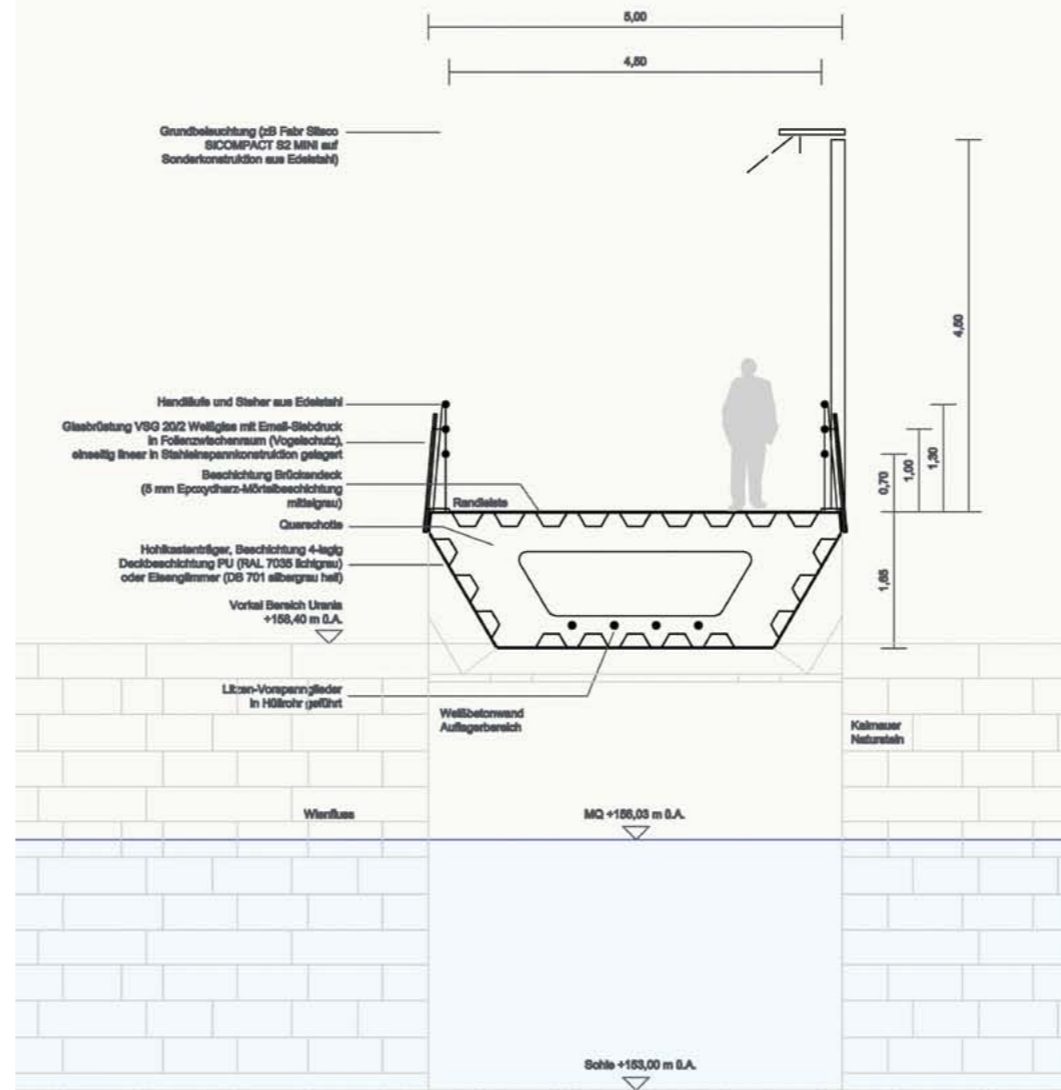 5,00
4,50
Grundbeleuchtung (zB Fabr Siteco
SICOMPACT S2 MINI auf
Sonderkonstruktion aus Edelstahl)
4,50
Handläufe und Steher aus Edelstahl
Glasbrüstung VSG 20/2 Weißglas mit Email-Siebdruck
in Folienzwischenraum (Vogelschutz),
einseitig linear in Stahleinspannkonstruktion gelagert
Beschichtung Brückendeck
(5 mm Epoxydharz-Mörtelbeschichtung
mittelgrau)
Randleiste
0,70
1,00
1,30
Querschotte
Hohlkastenträger, Beschichtung 4-lagig
Deckbeschichtung PU (RAL 7035 lichtgrau)
oder Eisenglimmer (DB 701 silbergrau hell)
1,65
Vorkai Bereich Urania
+158,40 m ü.A.
Litzen-Vorspannglieder
in Hüllrohr geführt
Weißbetonwand
Auflagerbereich
Kaimauer
Naturstein
Wienfluss
MQ +156,03 m ü.A.
Sohle +153,00 m ü.A.